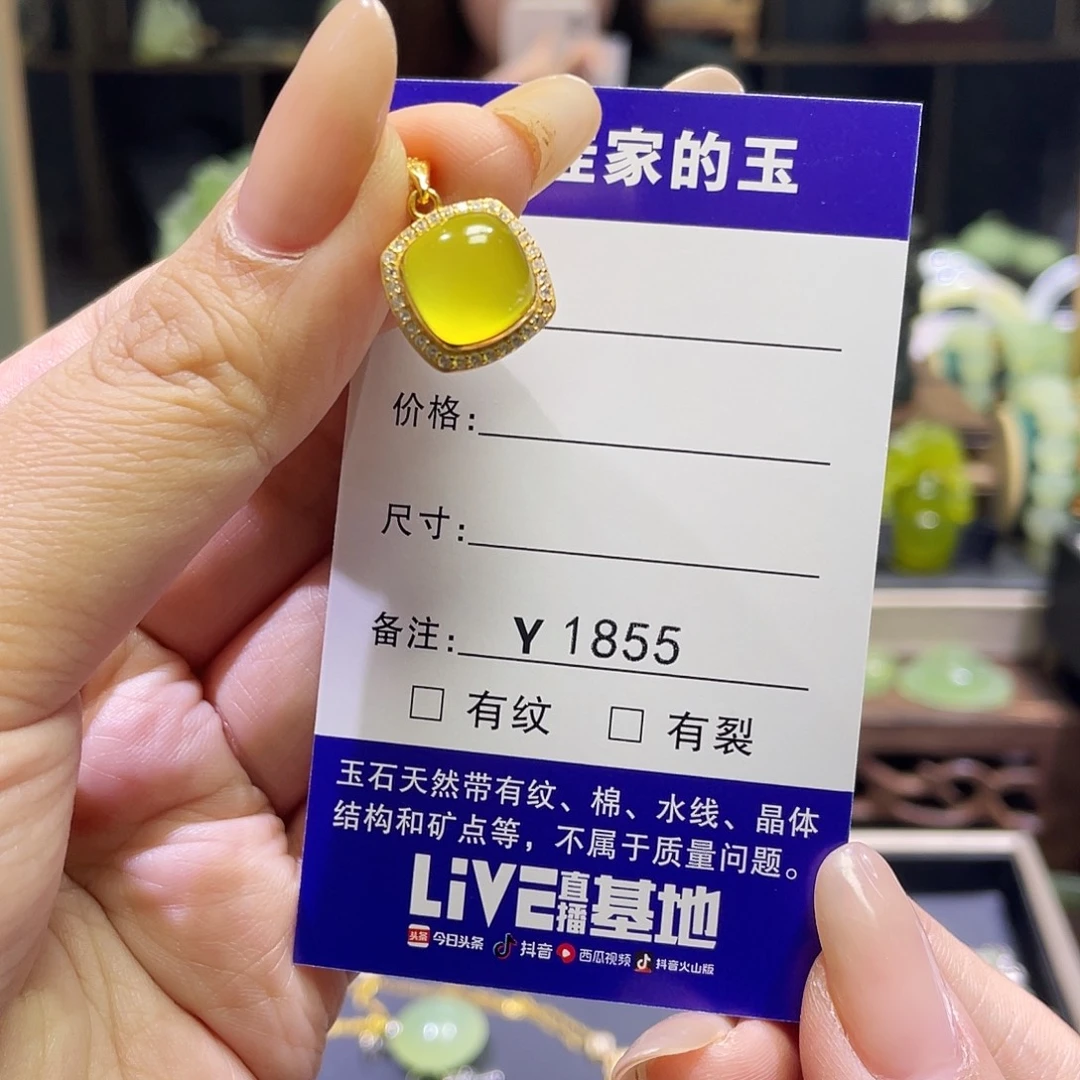 家的玉
价格:
尺寸:
备注: Y 1855
□ 有纹 □ 有裂
玉石天然带有纹、棉、水线、晶体
结构和矿点等，不属于质量问题。
LiVE直播基地
头条 今日头条 抖音 西瓜视频 抖音火山版